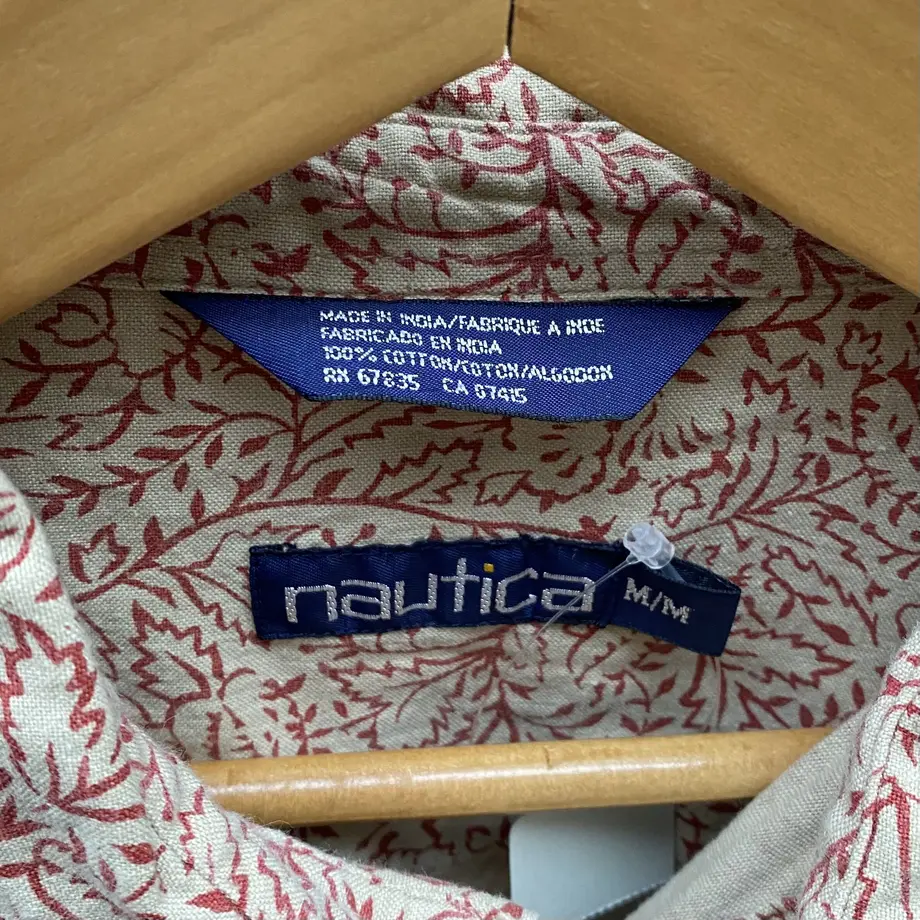 MADE IN INDIA/FABRIQUE A INDE
FABRICADO EN INDIA
100% COTTON/COTON/ALGODON
RN 67835 CA 07415
nautica
M/M